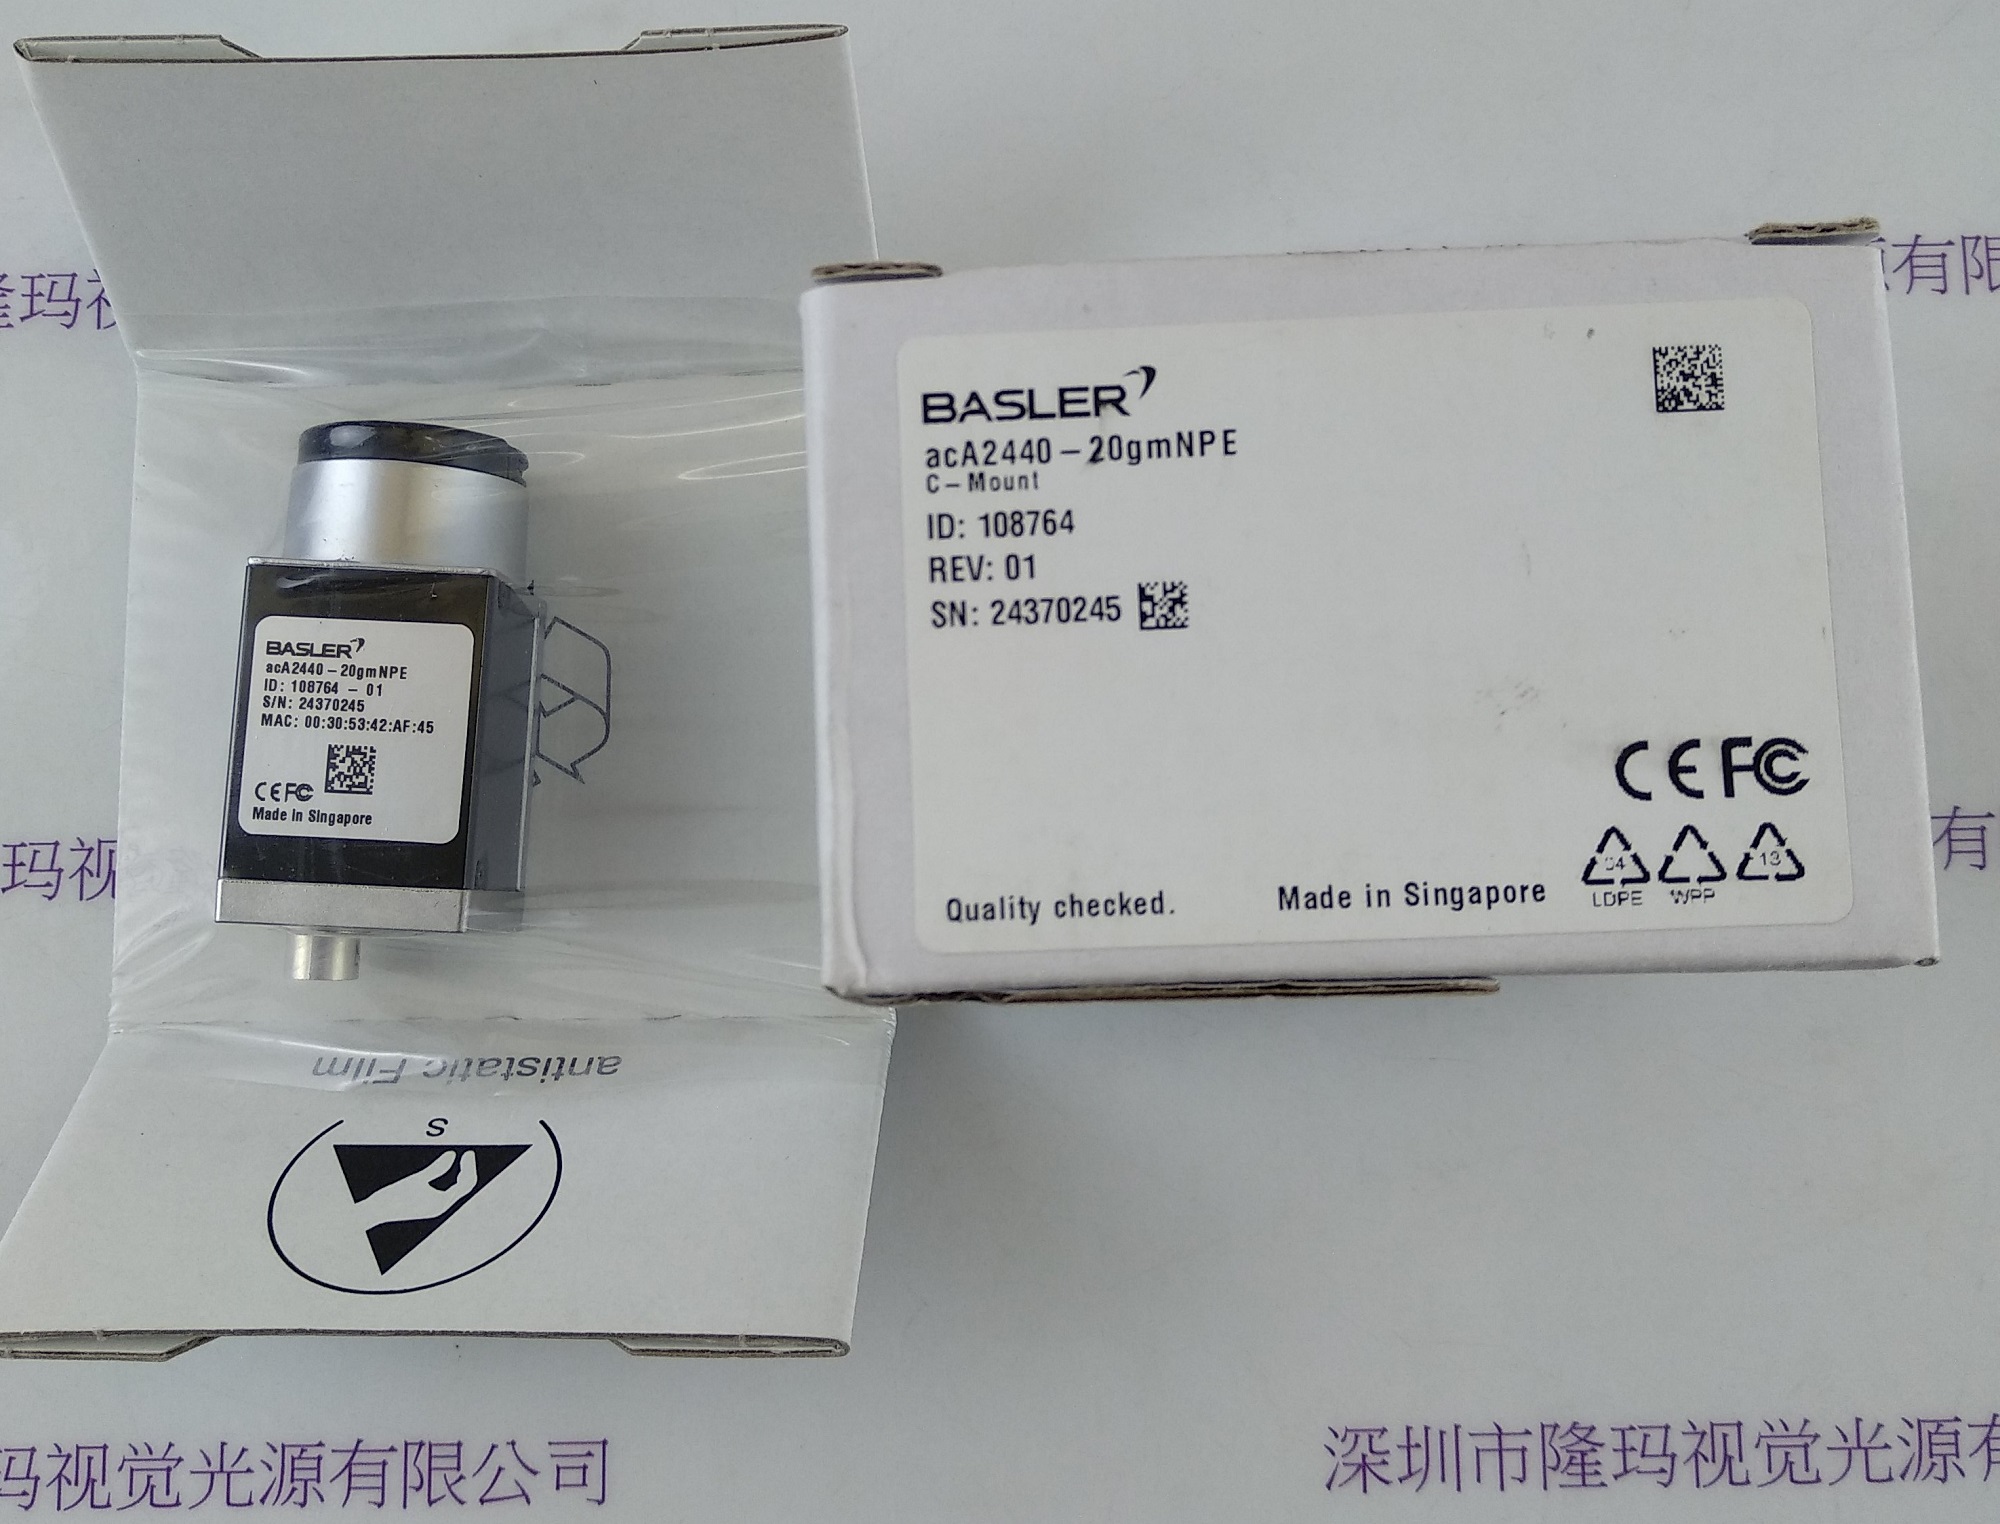 BASLER
acA2440-20gmNPE
C-Mount
ID: 108764
REV: 01
SN: 24370245
CE FC
04
13
LDPE
WPP
Quality checked.
Made in Singapore
BASLER
acA2440-20gmNPE
ID: 108764 - 01
S/N: 24370245
MAC: 00:30:53:42:AF:45
CE FC
Made in Singapore
antistatic Film
S
隆玛视
有限
玛视
有
玛视觉光源有限公司
深圳市隆玛视觉光源有